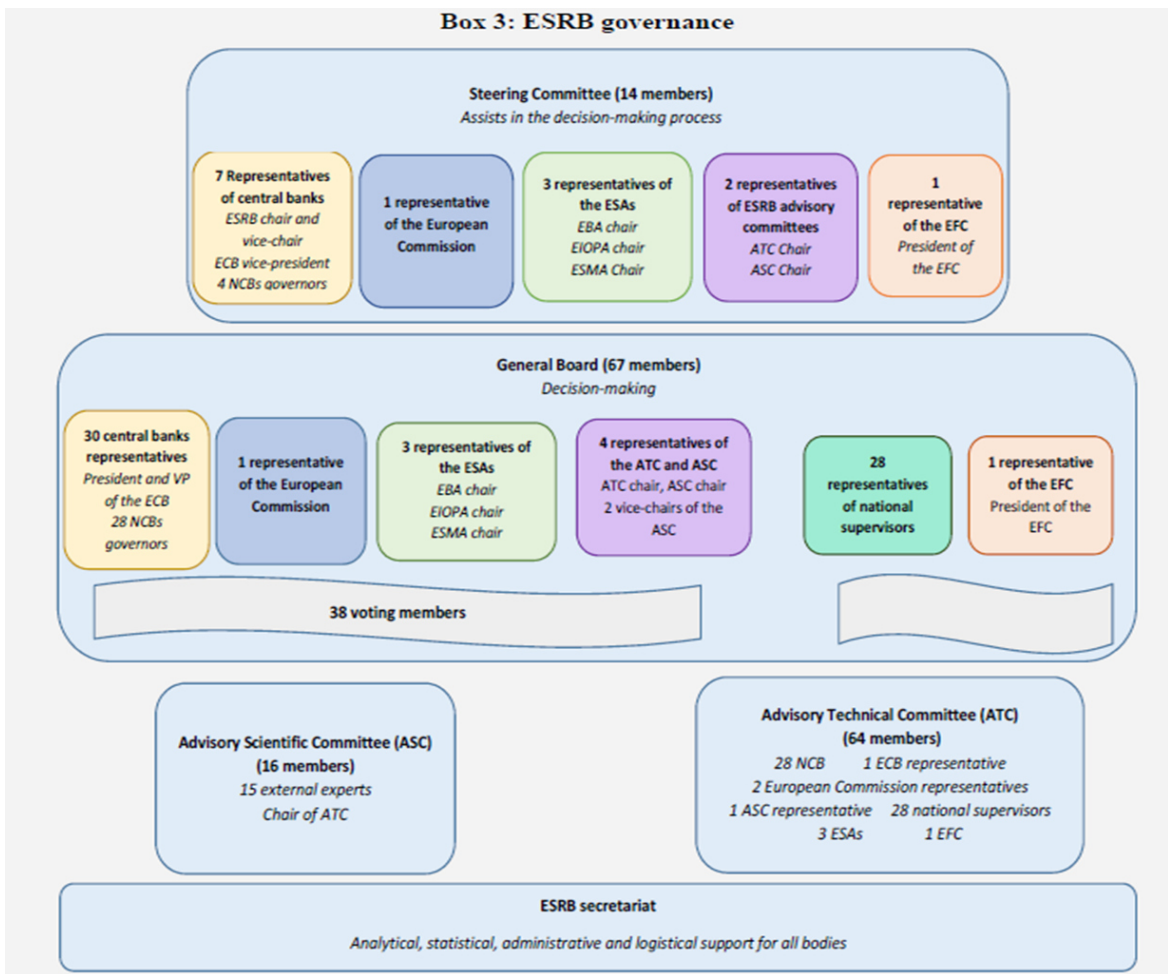 Box 3: ESRB governance
Steering Committee (14 members)
Assists in the decision-making process
7 Representatives
of central banks
ESRB chair and
vice-chair
ECB vice-president
4 NCBs governors
1 representative
of the European
Commission
3 representatives of
the ESAs
EBA chair
EIOPA chair
ESMA Chair
2 representatives
of ESRB advisory
committees
ATC Chair
ASC Chair
1
representative
of the EFC
President of
the EFC
General Board (67 members)
Decision-making
30 central banks
representatives
President and VP
of the ECB
28 NCBs
governors
1 representative
of the European
Commission
3 representatives of
the ESAs
EBA chair
EIOPA chair
ESMA chair
4 representatives of
the ATC and ASC
ATC chair, ASC chair
2 vice-chairs of the
ASC
28
representatives
of national
supervisors
1 representative
of the EFC
President of the
EFC
38 voting members
Advisory Scientific Committee (ASC)
(16 members)
15 external experts
Chair of ATC
Advisory Technical Committee (ATC)
(64 members)
28 NCB 1 ECB representative
2 European Commission representatives
1 ASC representative 28 national supervisors
3 ESAs 1 EFC
ESRB secretariat
Analytical, statistical, administrative and logistical support for all bodies